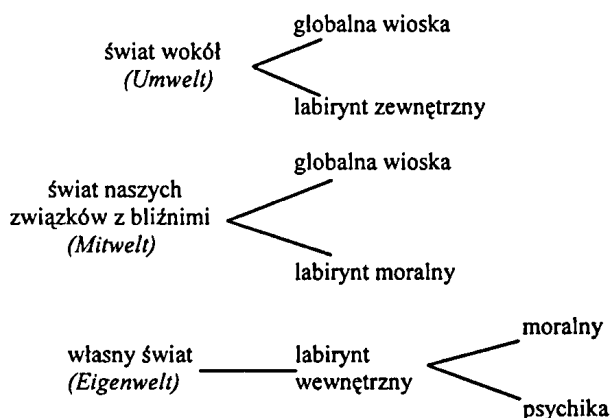 globalna wioska
świat wokół
(Umwelt)
labirynt zewnętrzny
globalna wioska
świat naszych
związków z bliźnimi
(Mitwelt)
labirynt moralny
moralny
własny świat
(Eigenwelt)
labirynt
wewnętrzny
psychika